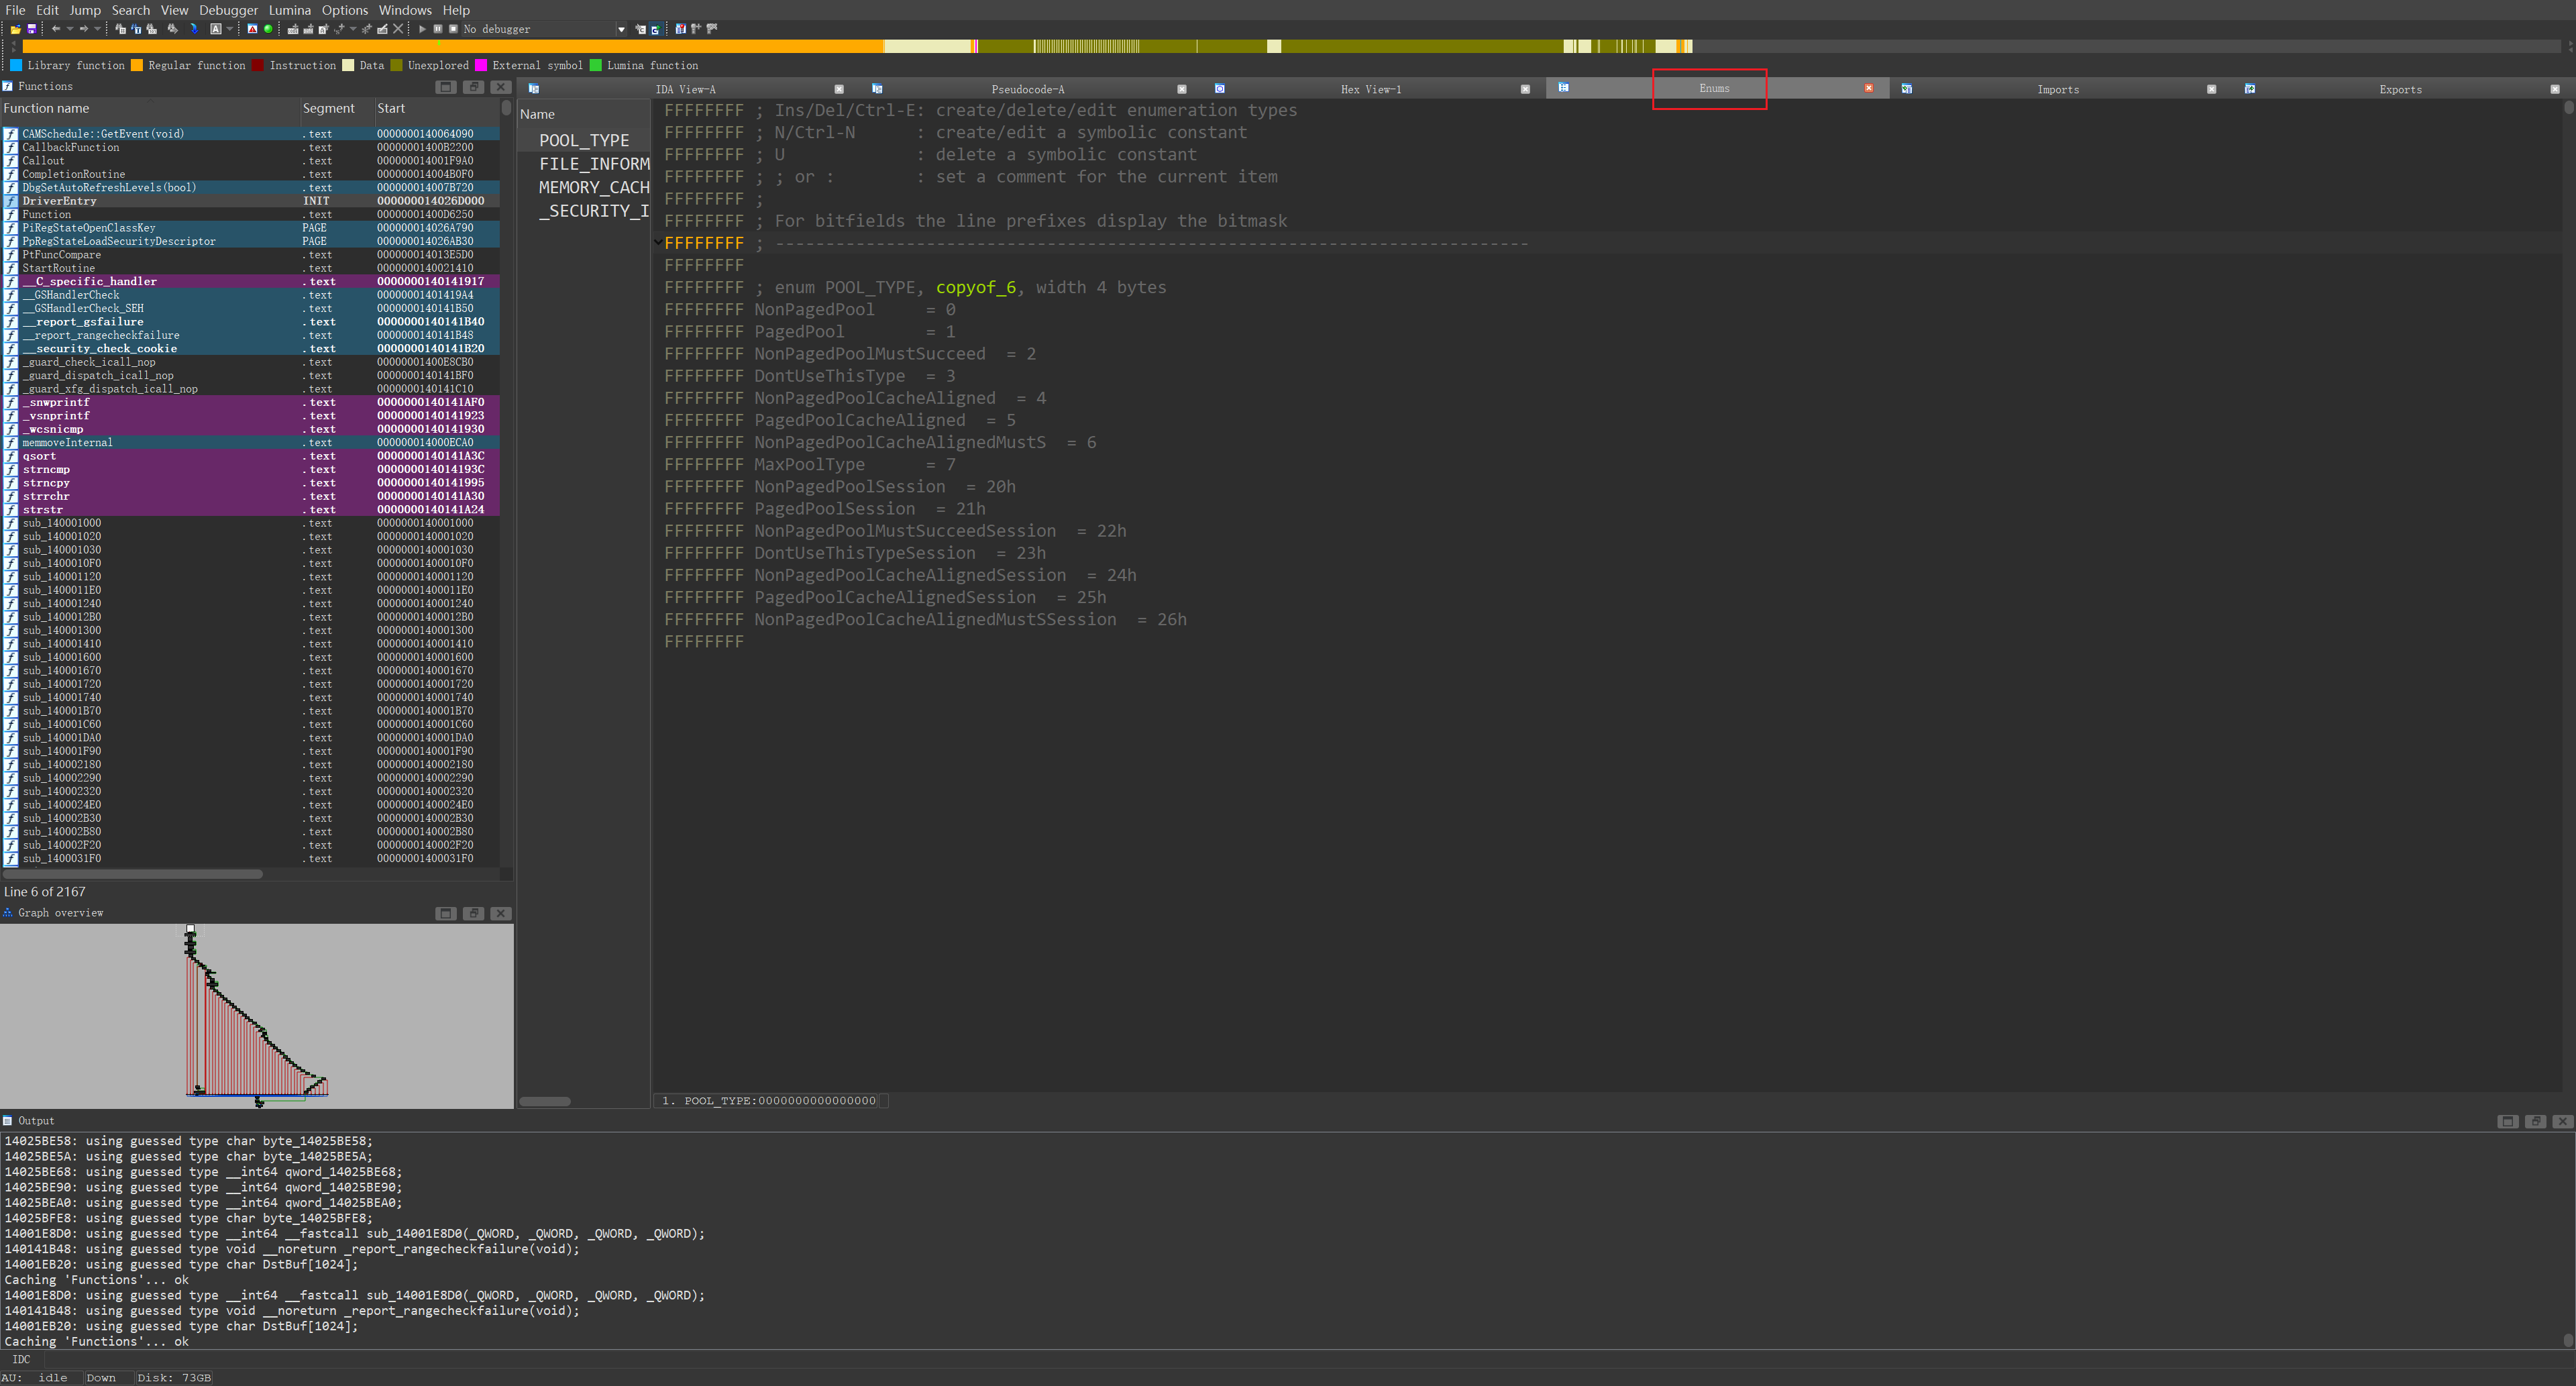 File Edit Jump Search View Debugger Lumina Options Windows Help
No debugger
Library function Regular function Instruction Data Unexplored External symbol Lumina function
Functions
Function name Segment Start
CAMSchedule::GetEvent(void) .text 0000000140064090
CallbackFunction .text 00000001400B2200
Callout .text 000000014001F9A0
CompletionRoutine .text 000000014004B0F0
DbgSetAutoRefreshLevels(bool) .text 000000014007B720
DriverEntry INIT 000000014026D000
Function .text 00000001400D6250
PiRegStateOpenClassKey PAGE 000000014026A790
PpRegStateLoadSecurityDescriptor PAGE 000000014026AB30
PtFuncCompare .text 000000014013E5D0
StartRoutine .text 0000000140021410
__C_specific_handler .text 0000000140141917
__GSHandlerCheck .text 00000001401419A4
__GSHandlerCheck_SEH .text 0000000140141B50
__report_gsfailure .text 0000000140141B40
__report_rangecheckfailure .text 0000000140141B48
__security_check_cookie .text 0000000140141B20
_guard_check_icall_nop .text 00000001400E8CB0
_guard_dispatch_icall_nop .text 0000000140141BF0
_guard_xfg_dispatch_icall_nop .text 0000000140141C10
_snwprintf .text 0000000140141AF0
_vsnprintf .text 0000000140141923
_wcsnicmp .text 0000000140141930
memmoveInternal .text 000000014000ECA0
qsort .text 0000000140141A3C
strncmp .text 000000014014193C
strncpy .text 0000000140141995
strrchr .text 0000000140141A30
strstr .text 0000000140141A24
sub_140001000 .text 0000000140001000
sub_140001020 .text 0000000140001020
sub_140001030 .text 0000000140001030
sub_1400010F0 .text 00000001400010F0
sub_140001120 .text 0000000140001120
sub_1400011E0 .text 00000001400011E0
sub_140001240 .text 0000000140001240
sub_1400012B0 .text 00000001400012B0
sub_140001300 .text 0000000140001300
sub_140001410 .text 0000000140001410
sub_140001600 .text 0000000140001600
sub_140001670 .text 0000000140001670
sub_140001720 .text 0000000140001720
sub_140001740 .text 0000000140001740
sub_140001B70 .text 0000000140001B70
sub_140001C60 .text 0000000140001C60
sub_140001DA0 .text 0000000140001DA0
sub_140001F90 .text 0000000140001F90
sub_140002180 .text 0000000140002180
sub_140002290 .text 0000000140002290
sub_140002320 .text 0000000140002320
sub_1400024E0 .text 00000001400024E0
sub_140002B30 .text 0000000140002B30
sub_140002B80 .text 0000000140002B80
sub_140002F20 .text 0000000140002F20
sub_1400031F0 .text 00000001400031F0
Line 6 of 2167
Graph overview
IDA View-A Pseudocode-A Hex View-1 Enums Imports Exports
Name
POOL_TYPE
FILE_INFORM
MEMORY_CACH
_SECURITY_I
FFFFFFFF ; Ins/Del/Ctrl-E: create/delete/edit enumeration types
FFFFFFFF ; N/Ctrl-N : create/edit a symbolic constant
FFFFFFFF ; U : delete a symbolic constant
FFFFFFFF ; ; or : : set a comment for the current item
FFFFFFFF ;
FFFFFFFF ; For bitfields the line prefixes display the bitmask
FFFFFFFF ; ---------------------------------------------------------------------------
FFFFFFFF
FFFFFFFF ; enum POOL_TYPE, copyof_6, width 4 bytes
FFFFFFFF NonPagedPool = 0
FFFFFFFF PagedPool = 1
FFFFFFFF NonPagedPoolMustSucceed = 2
FFFFFFFF DontUseThisType = 3
FFFFFFFF NonPagedPoolCacheAligned = 4
FFFFFFFF PagedPoolCacheAligned = 5
FFFFFFFF NonPagedPoolCacheAlignedMustS = 6
FFFFFFFF MaxPoolType = 7
FFFFFFFF NonPagedPoolSession = 20h
FFFFFFFF PagedPoolSession = 21h
FFFFFFFF NonPagedPoolMustSucceedSession = 22h
FFFFFFFF DontUseThisTypeSession = 23h
FFFFFFFF NonPagedPoolCacheAlignedSession = 24h
FFFFFFFF PagedPoolCacheAlignedSession = 25h
FFFFFFFF NonPagedPoolCacheAlignedMustSSession = 26h
FFFFFFFF
1. POOL_TYPE:0000000000000000
Output
14025BE58: using guessed type char byte_14025BE58;
14025BE5A: using guessed type char byte_14025BE5A;
14025BE68: using guessed type __int64 qword_14025BE68;
14025BE90: using guessed type __int64 qword_14025BE90;
14025BEA0: using guessed type __int64 qword_14025BEA0;
14025BFE8: using guessed type char byte_14025BFE8;
14001E8D0: using guessed type __int64 __fastcall sub_14001E8D0(_QWORD, _QWORD, _QWORD, _QWORD);
140141B48: using guessed type void __noreturn _report_rangecheckfailure(void);
14001EB20: using guessed type char DstBuf[1024];
Caching 'Functions'... ok
14001E8D0: using guessed type __int64 __fastcall sub_14001E8D0(_QWORD, _QWORD, _QWORD, _QWORD);
140141B48: using guessed type void __noreturn _report_rangecheckfailure(void);
14001EB20: using guessed type char DstBuf[1024];
Caching 'Functions'... ok
IDC
AU: idle Down Disk: 73GB